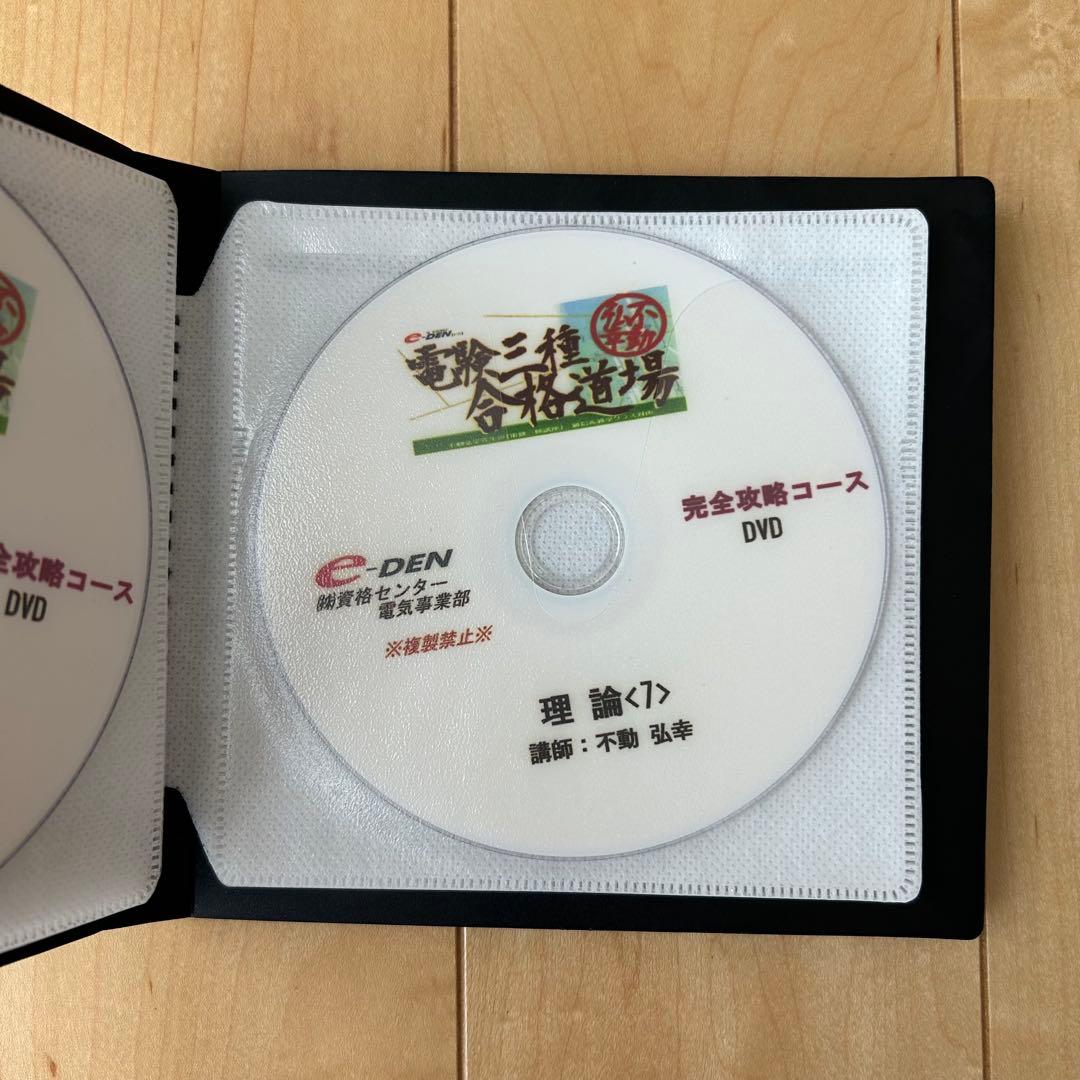 全攻略コース
DVD
不動
弘幸
e-DEN
電験三種
合格道場
完全攻略コース
DVD
e-DEN
㈱資格センター
電気事業部
※複製禁止※
理 論<7>
講師：不動 弘幸